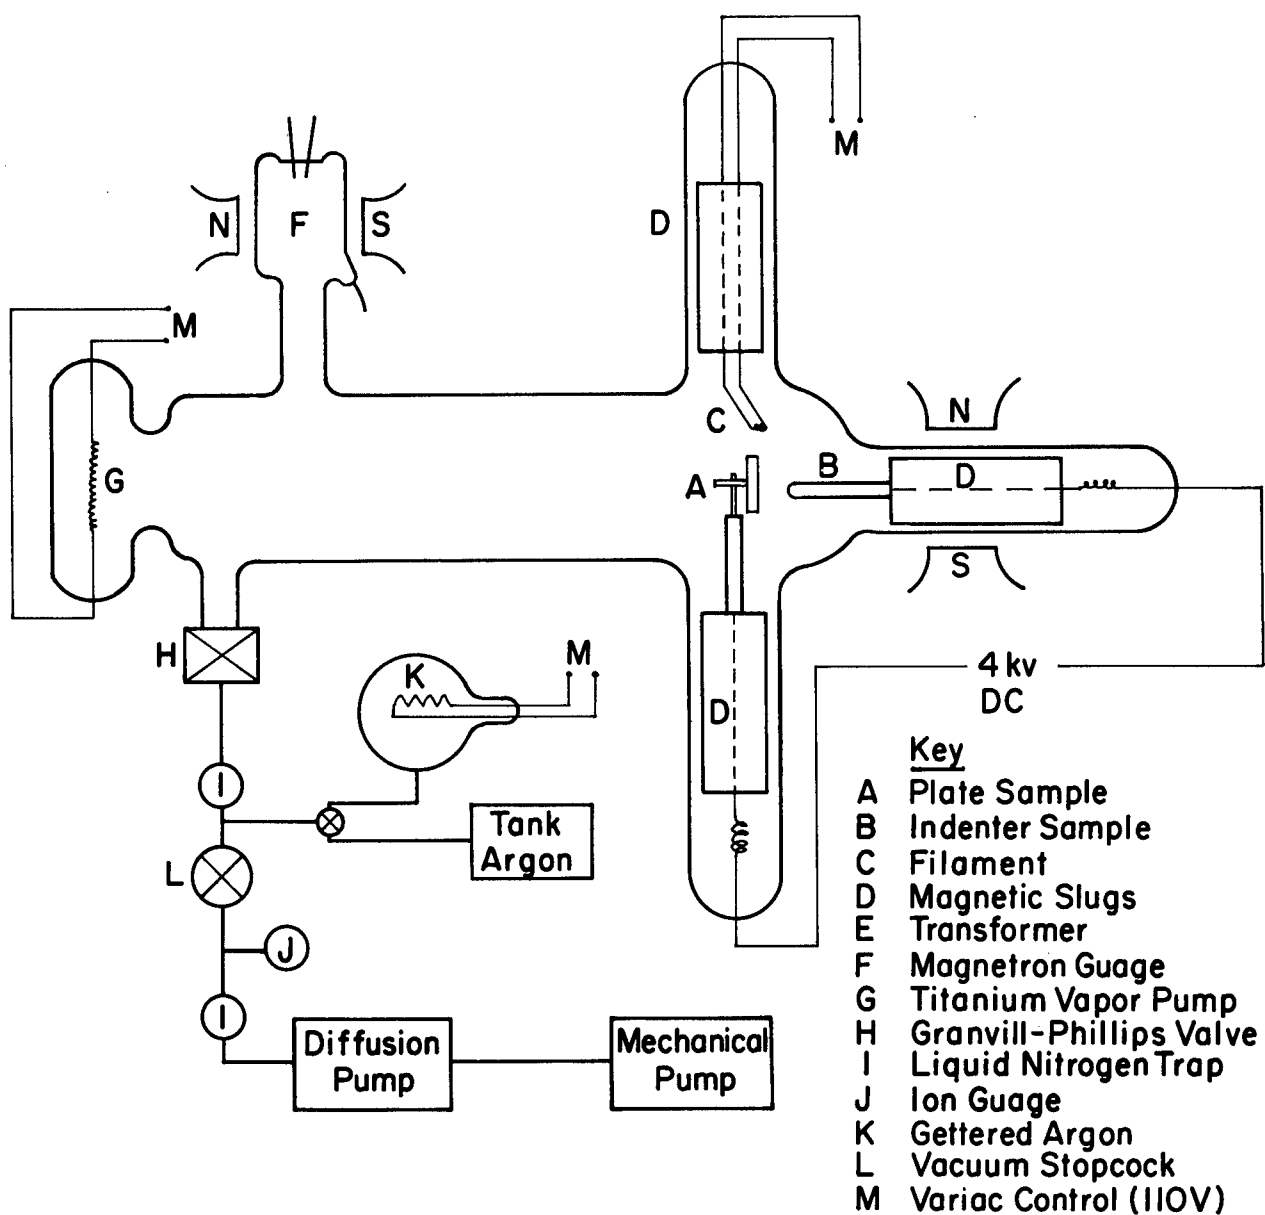 M
N
F
S
D
M
G
C
N
A
B
D
S
H
K
M
D
4 kv
DC
I
Tank
Argon
L
J
I
Diffusion
Pump
Mechanical
Pump
Key
A Plate Sample
B Indenter Sample
C Filament
D Magnetic Slugs
E Transformer
F Magnetron Guage
G Titanium Vapor Pump
H Granvill-Phillips Valve
I Liquid Nitrogen Trap
J Ion Guage
K Gettered Argon
L Vacuum Stopcock
M Variac Control (110V)